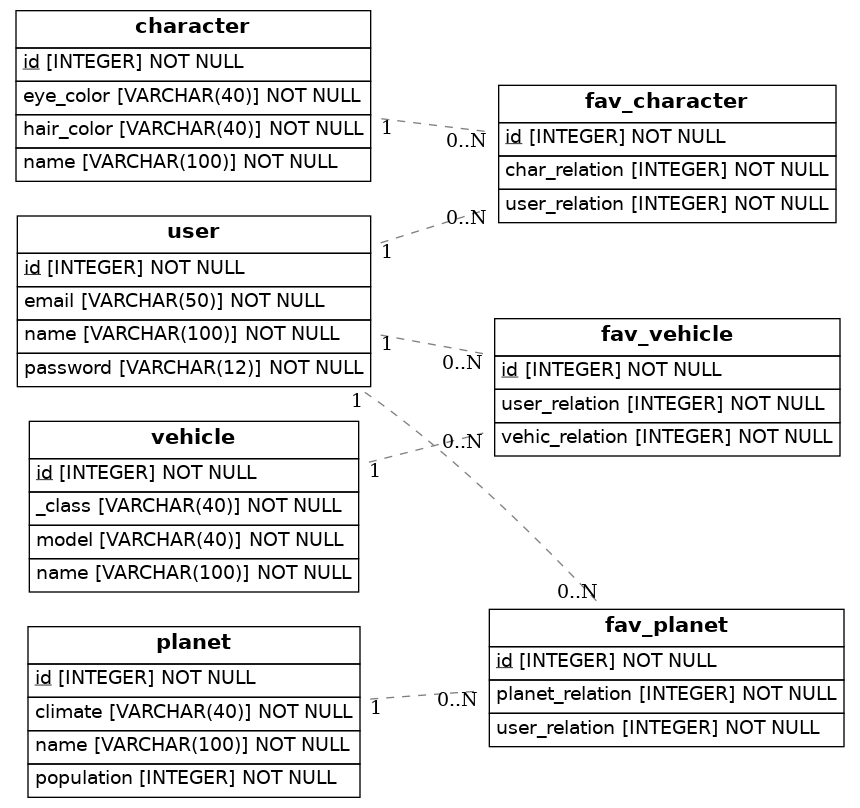 character
id [INTEGER] NOT NULL
eye_color [VARCHAR(40)] NOT NULL
hair_color [VARCHAR(40)] NOT NULL
name [VARCHAR(100)] NOT NULL
1
0..N
fav_character
id [INTEGER] NOT NULL
char_relation [INTEGER] NOT NULL
user_relation [INTEGER] NOT NULL
0..N
1
user
id [INTEGER] NOT NULL
email [VARCHAR(50)] NOT NULL
name [VARCHAR(100)] NOT NULL
password [VARCHAR(12)] NOT NULL
1
0..N
1
fav_vehicle
id [INTEGER] NOT NULL
user_relation [INTEGER] NOT NULL
vehic_relation [INTEGER] NOT NULL
0..N
1
vehicle
id [INTEGER] NOT NULL
_class [VARCHAR(40)] NOT NULL
model [VARCHAR(40)] NOT NULL
name [VARCHAR(100)] NOT NULL
0..N
fav_planet
id [INTEGER] NOT NULL
planet_relation [INTEGER] NOT NULL
user_relation [INTEGER] NOT NULL
planet
id [INTEGER] NOT NULL
climate [VARCHAR(40)] NOT NULL
name [VARCHAR(100)] NOT NULL
population [INTEGER] NOT NULL
1
0..N